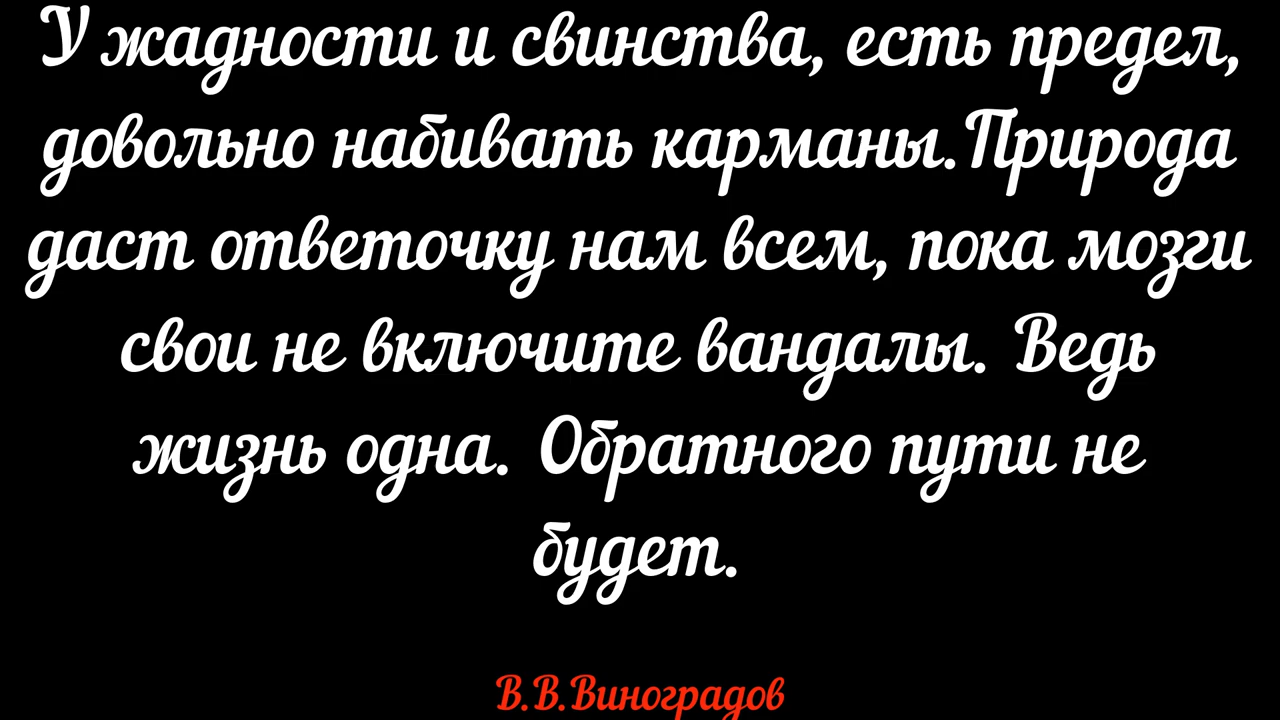 У жадности и свинства, есть предел,
довольно набивать карманы.Природа
даст ответочку нам всем, пока мозги
свои не включите вандалы. Ведь
жизнь одна. Обратного пути не
будет.
В.В.Виноградов